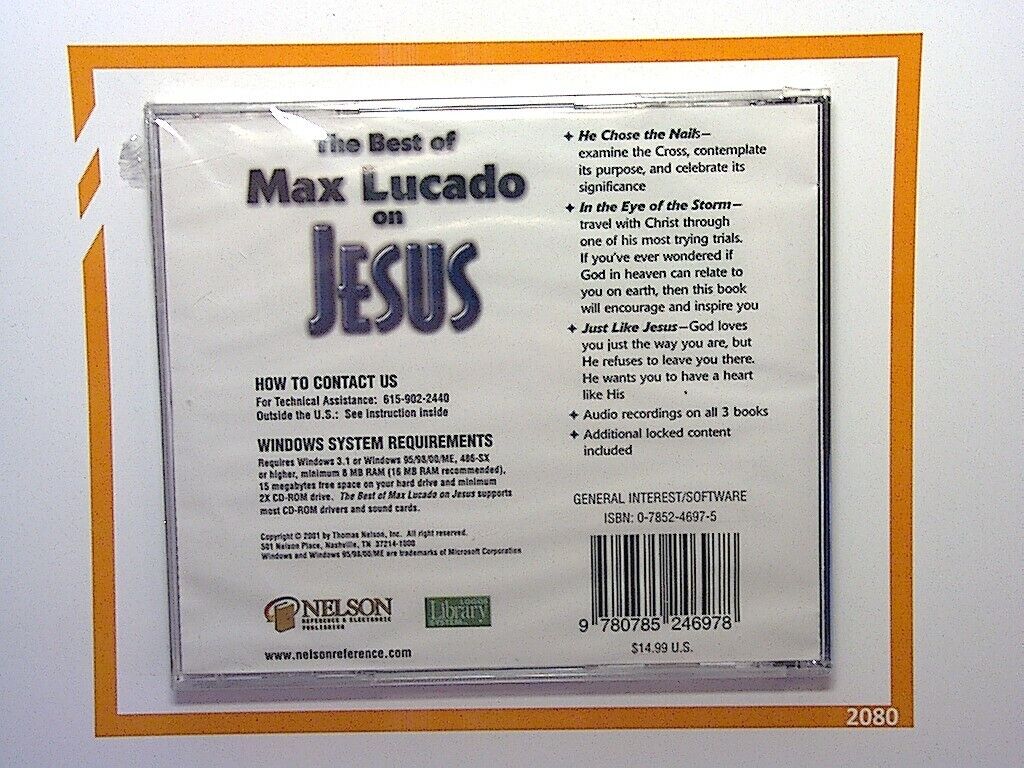 The Best of
Max Lucado
on
JESUS
HOW TO CONTACT US
For Technical Assistance: 615-902-2440
Outside the U.S.: See Instruction Inside
WINDOWS SYSTEM REQUIREMENTS
Requires Windows 3.1 or Windows 95/98/00/ME, 486-SX
or higher, minimum 8 MB RAM (16 MB RAM recommended),
15 megabytes free space on your hard drive and minimum
2X CD-ROM drive. The Best of Max Lucado on Jesus supports
most CD-ROM drivers and sound cards.
Copyright © 2001 by Thomas Nelson, Inc. All right reserved.
501 Nelson Place, Nashville, TN 37214-1000
Windows and Windows 95/98/00/ME are trademarks of Microsoft Corporation
NELSON
REFERENCE & ELECTRONIC
PUBLISHING
Library
SYSTEM
www.nelsonreference.com
✦ He Chose the Nails—
examine the Cross, contemplate
its purpose, and celebrate its
significance
✦ In the Eye of the Storm—
travel with Christ through
one of his most trying trials.
If you've ever wondered if
God in heaven can relate to
you on earth, then this book
will encourage and inspire you
✦ Just Like Jesus—God loves
you just the way you are, but
He refuses to leave you there.
He wants you to have a heart
like His
✦ Audio recordings on all 3 books
✦ Additional locked content
included
GENERAL INTEREST/SOFTWARE
ISBN: 0-7852-4697-5
9 780785 246978
$14.99 U.S.
2080